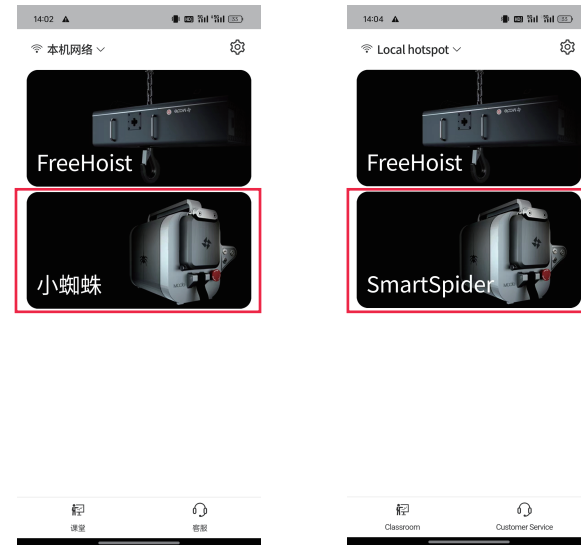 14:02
本机网络
FreeHoist
小蜘蛛
课堂
客服
14:04
Local hotspot
FreeHoist
SmartSpider
Classroom
Customer Service